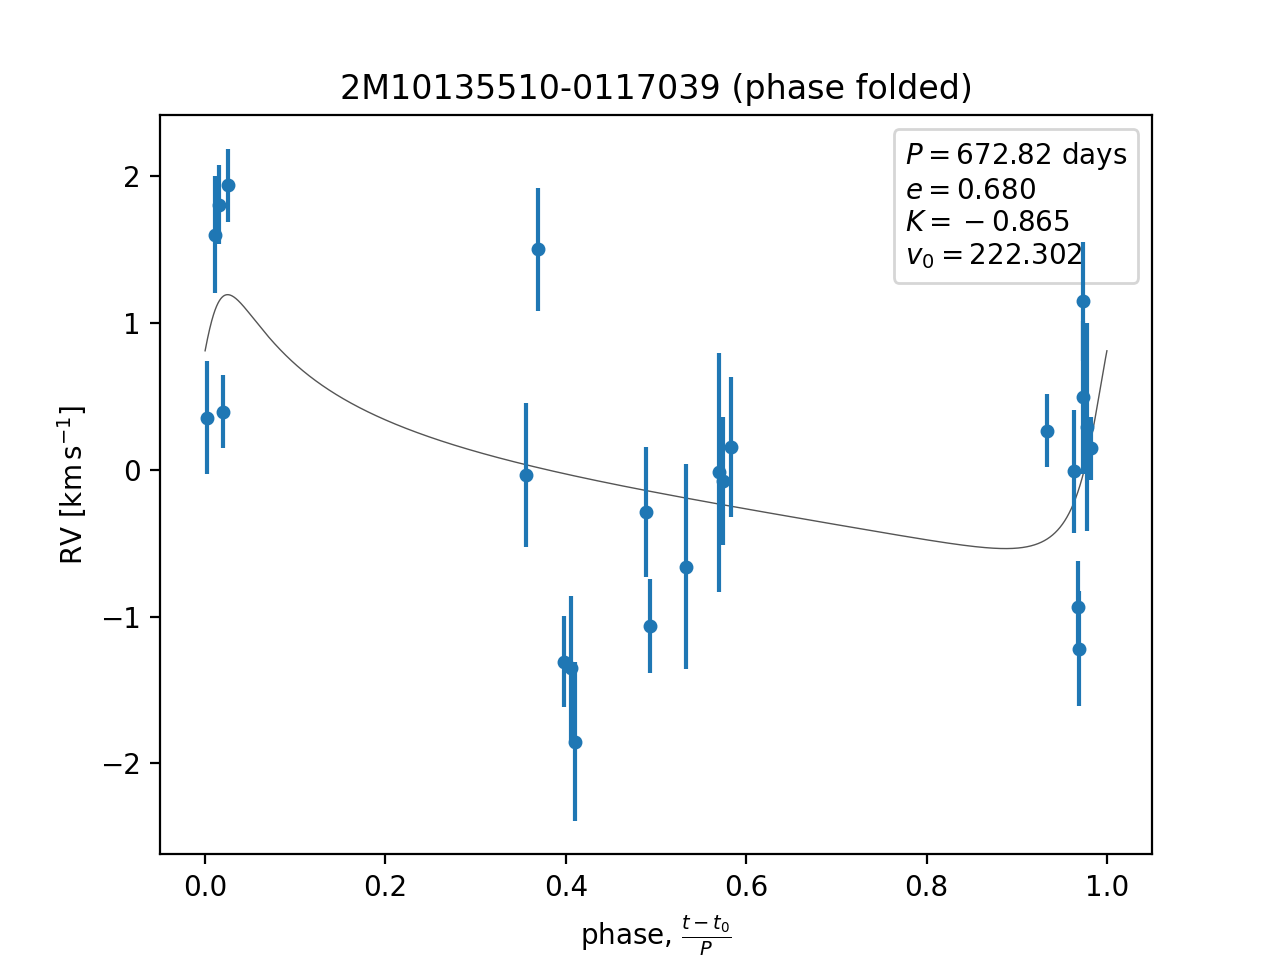 2M10135510-0117039 (phase folded)
P = 672.82 days
e = 0.680
K = −0.865
v₀ = 222.302
RV [km s⁻¹]
2
1
0
−1
−2
0.0 0.2 0.4 0.6 0.8 1.0
phase, (t − t₀)/P